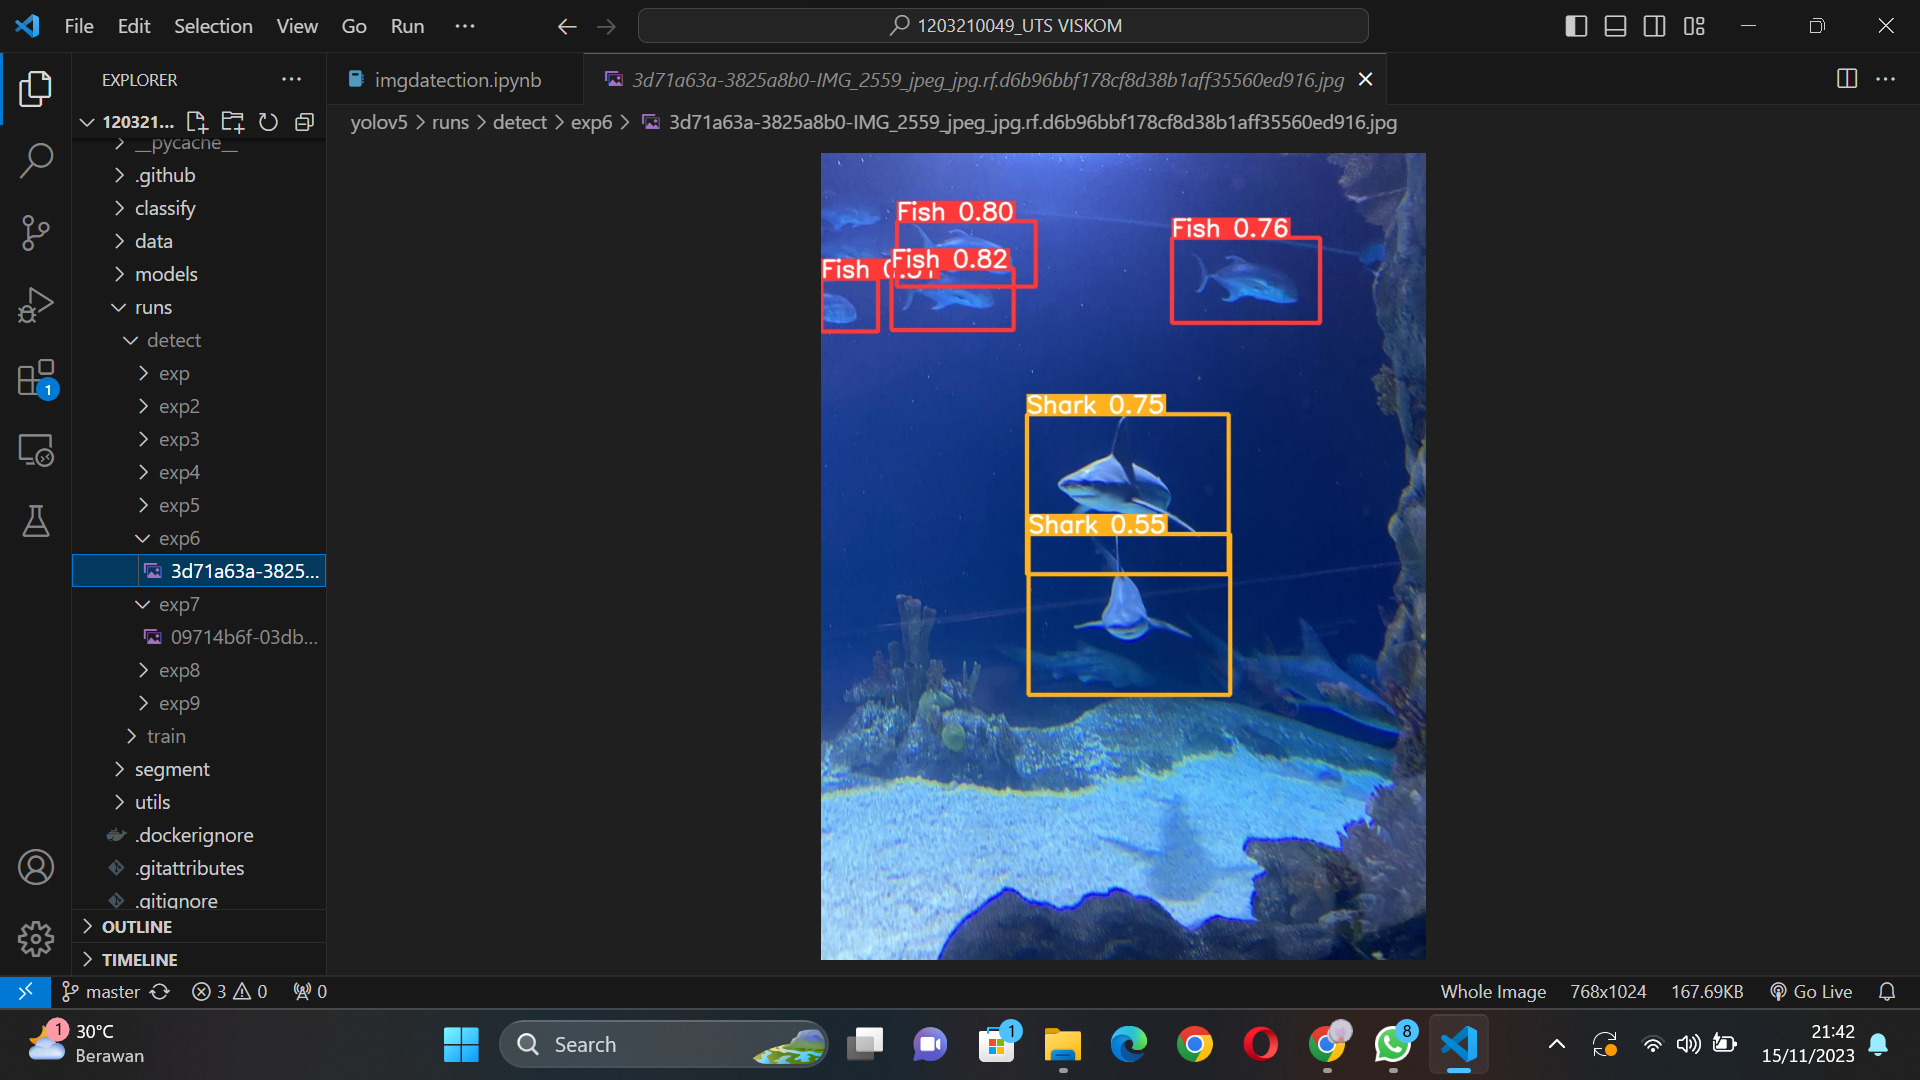 File Edit Selection View Go Run
1203210049_UTS VISKOM
EXPLORER
imgdatection.ipynb
3d71a63a-3825a8b0-IMG_2559_jpeg_jpg.rf.d6b96bbf178cf8d38b1aff35560ed916.jpg
120321...
yolov5 > runs > detect > exp6 > 3d71a63a-3825a8b0-IMG_2559_jpeg_jpg.rf.d6b96bbf178cf8d38b1aff35560ed916.jpg
__pycache__
.github
classify
data
models
runs
detect
exp
exp2
exp3
exp4
exp5
exp6
3d71a63a-3825...
exp7
09714b6f-03db...
exp8
exp9
train
segment
utils
.dockerignore
.gitattributes
.gitignore
OUTLINE
TIMELINE
Fish 0.80
Fish 0.76
Fish 0.82
Fish
Shark 0.75
Shark 0.55
1
master
3 0
0
Whole Image
768x1024
167.69KB
Go Live
1
30°C
Berawan
Search
1
8
21:42
15/11/2023